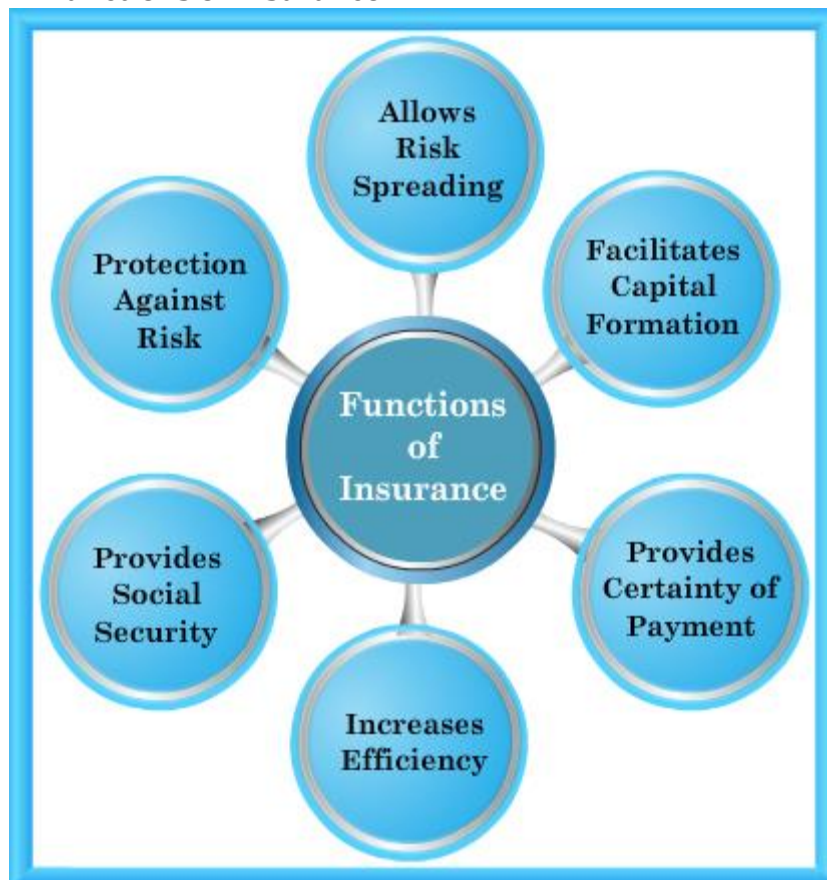 Allows
Risk
Spreading
Facilitates
Capital
Formation
Provides
Certainty of
Payment
Increases
Efficiency
Provides
Social
Security
Protection
Against
Risk
Functions
of
Insurance